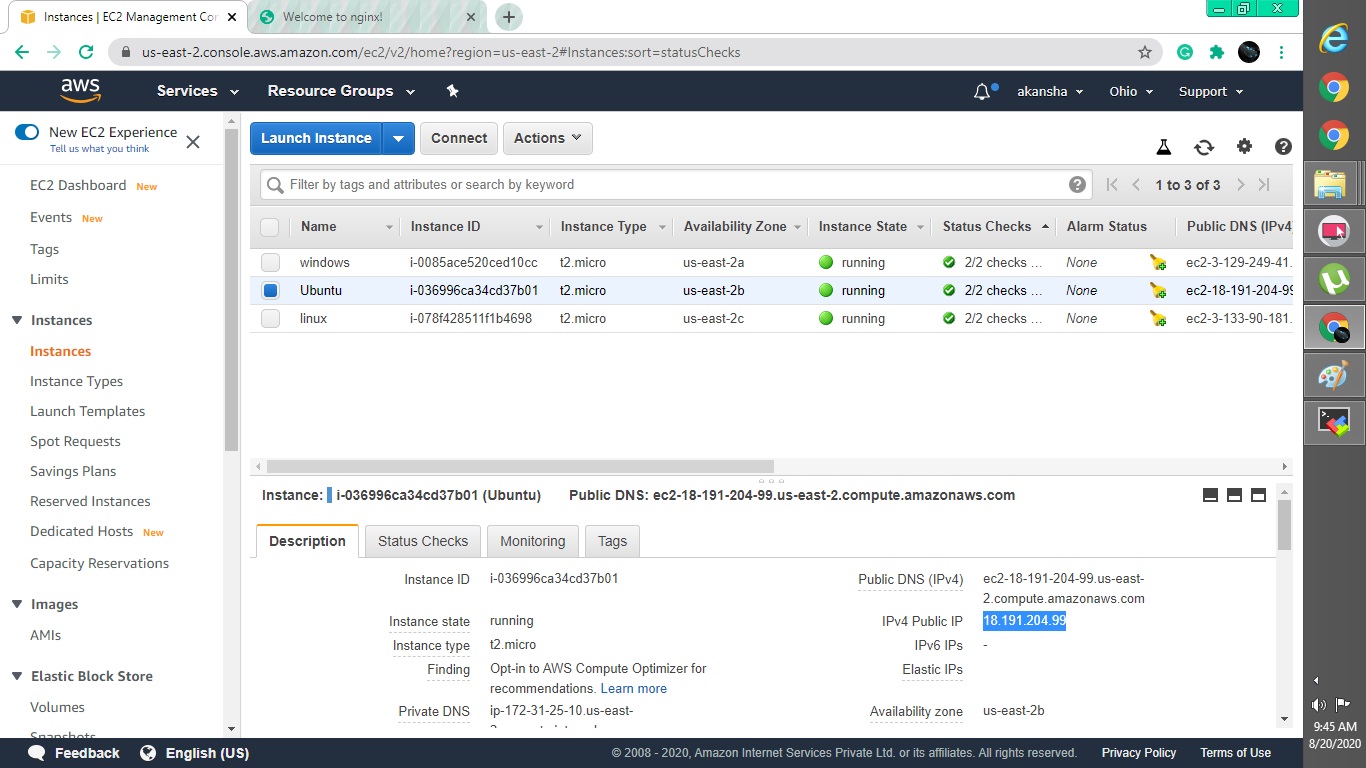 Instances | EC2 Management Con
Welcome to nginx!
us-east-2.console.aws.amazon.com/ec2/v2/home?region=us-east-2#Instances:sort=statusChecks
aws
Services
Resource Groups
akansha
Ohio
Support
New EC2 Experience
Tell us what you think
EC2 Dashboard New
Events New
Tags
Limits
Instances
Instances
Instance Types
Launch Templates
Spot Requests
Savings Plans
Reserved Instances
Dedicated Hosts New
Capacity Reservations
Images
AMIs
Elastic Block Store
Volumes
Snapshots
Launch Instance
Connect
Actions
Filter by tags and attributes or search by keyword
1 to 3 of 3
Name Instance ID Instance Type Availability Zone Instance State Status Checks Alarm Status Public DNS (IPv4
windows i-0085ace520ced10cc t2.micro us-east-2a running 2/2 checks ... None ec2-3-129-249-41.
Ubuntu i-036996ca34cd37b01 t2.micro us-east-2b running 2/2 checks ... None ec2-18-191-204-99
linux i-078f428511f1b4698 t2.micro us-east-2c running 2/2 checks ... None ec2-3-133-90-181.
Instance: i-036996ca34cd37b01 (Ubuntu) Public DNS: ec2-18-191-204-99.us-east-2.compute.amazonaws.com
Description
Status Checks
Monitoring
Tags
Instance ID i-036996ca34cd37b01
Instance state running
Instance type t2.micro
Finding Opt-in to AWS Compute Optimizer for
recommendations. Learn more
Private DNS ip-172-31-25-10.us-east-
Public DNS (IPv4) ec2-18-191-204-99.us-east-
2.compute.amazonaws.com
IPv4 Public IP 18.191.204.99
IPv6 IPs -
Elastic IPs
Availability zone us-east-2b
Feedback
English (US)
© 2008 - 2020, Amazon Internet Services Private Ltd. or its affiliates. All rights reserved.
Privacy Policy
Terms of Use
9:45 AM
8/20/2020